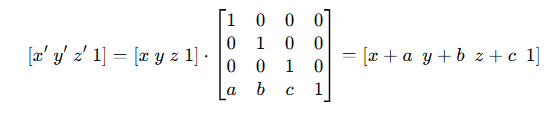 [x′ y′ z′ 1] = [x y z 1] · [1 0 0 0
0 1 0 0
0 0 1 0
a b c 1] = [x + a  y + b  z + c  1]